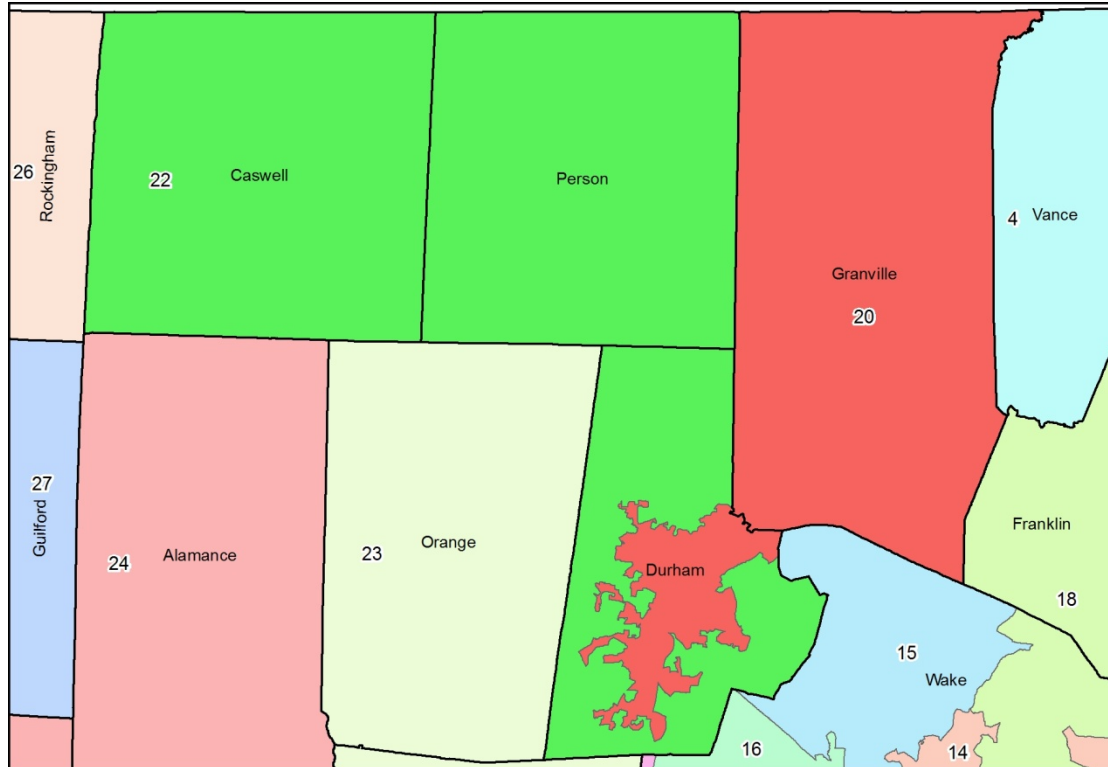 26
Rockingham
22
Caswell
Person
Granville
20
4
Vance
27
Guilford
24
Alamance
23
Orange
Durham
Franklin
18
15
Wake
16
14